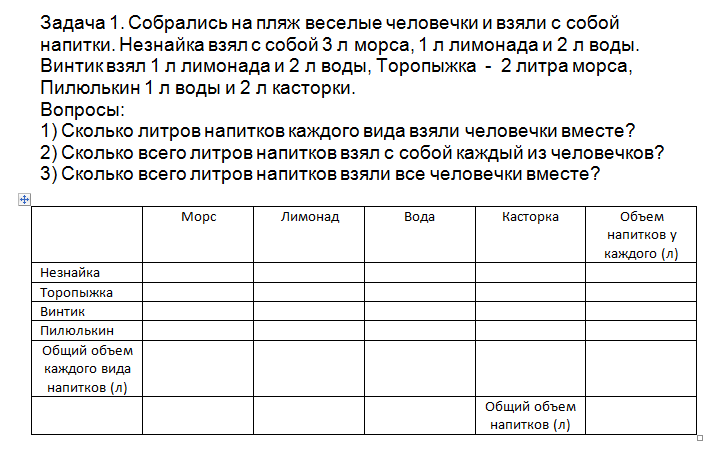 Задача 1. Собрались на пляж веселые человечки и взяли с собой
напитки. Незнайка взял с собой 3 л морса, 1 л лимонада и 2 л воды.
Винтик взял 1 л лимонада и 2 л воды, Торопыжка - 2 литра морса,
Пилюлькин 1 л воды и 2 л касторки.
Вопросы:
1) Сколько литров напитков каждого вида взяли человечки вместе?
2) Сколько всего литров напитков взял с собой каждый из человечков?
3) Сколько всего литров напитков взяли все человечки вместе?
Морс Лимонад Вода Касторка Объем
напитков у
каждого (л)
Незнайка
Торопыжка
Винтик
Пилюлькин
Общий объем
каждого вида
напитков (л)
Общий объем
напитков (л)